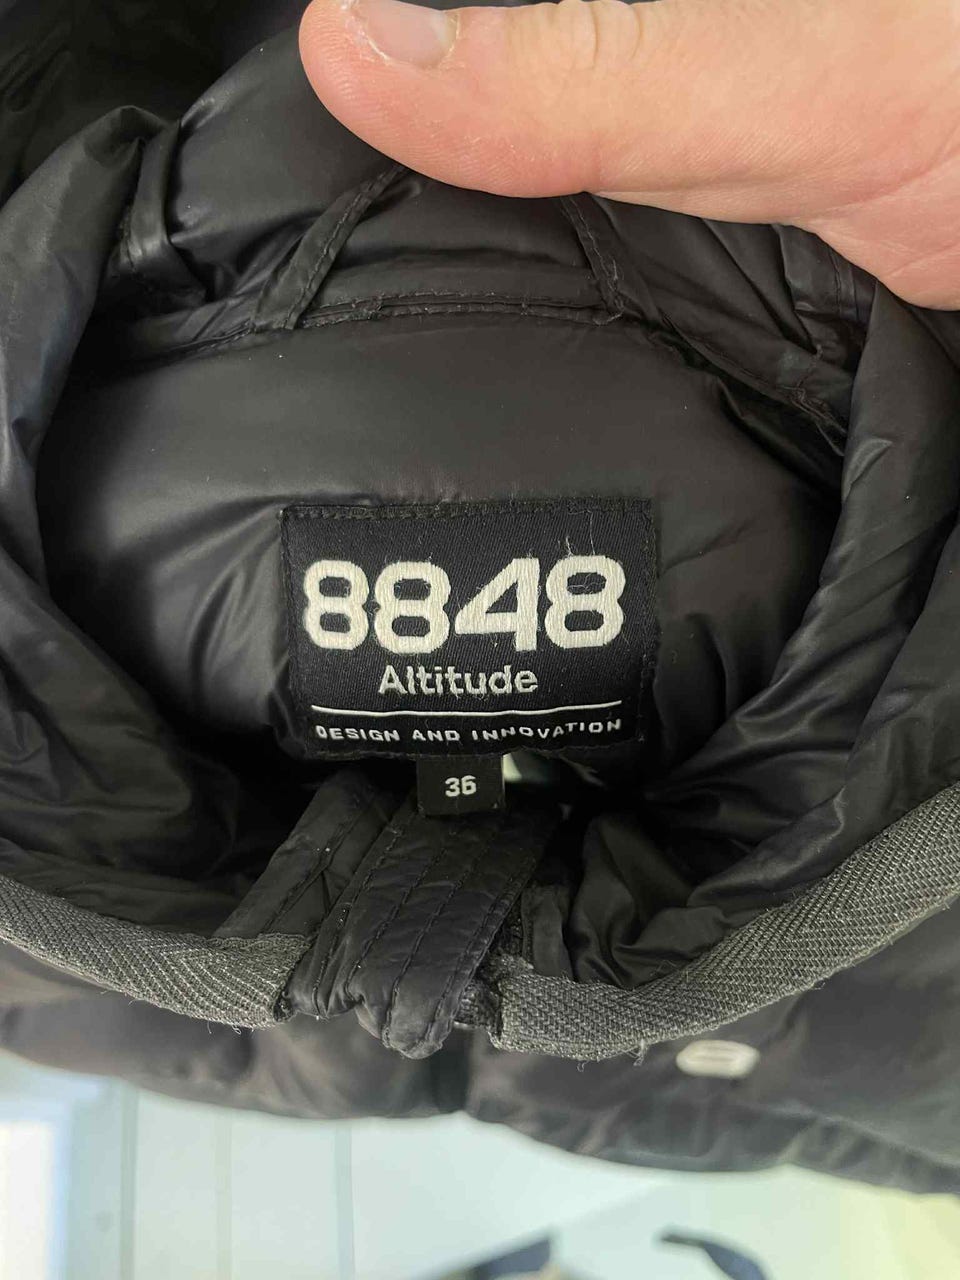 8848
Altitude
DESIGN AND INNOVATION
36